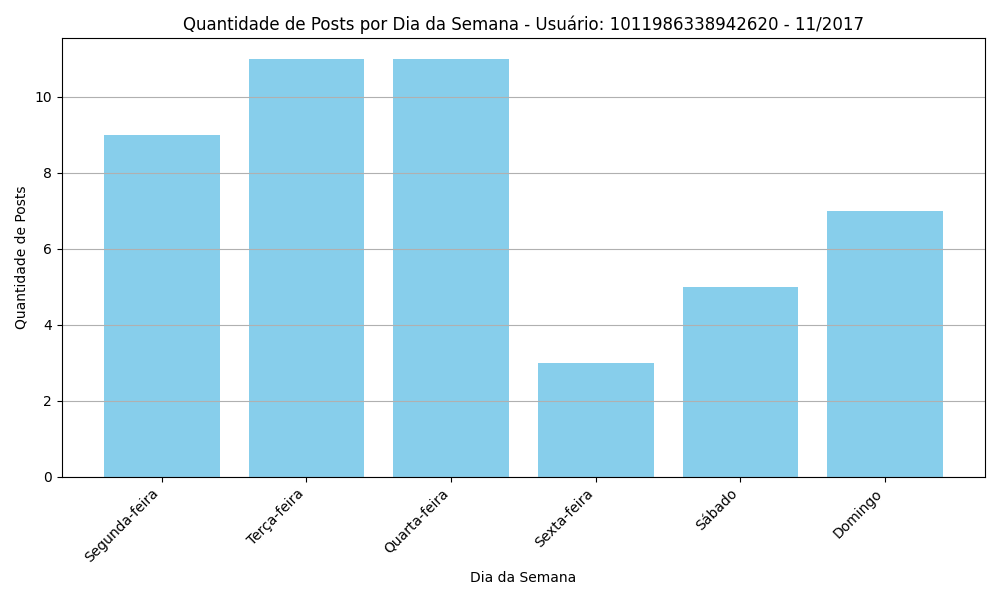 Quantidade de Posts por Dia da Semana - Usuário: 1011986338942620 - 11/2017
Quantidade de Posts
10
8
6
4
2
0
Segunda-feira
Terça-feira
Quarta-feira
Sexta-feira
Sábado
Domingo
Dia da Semana